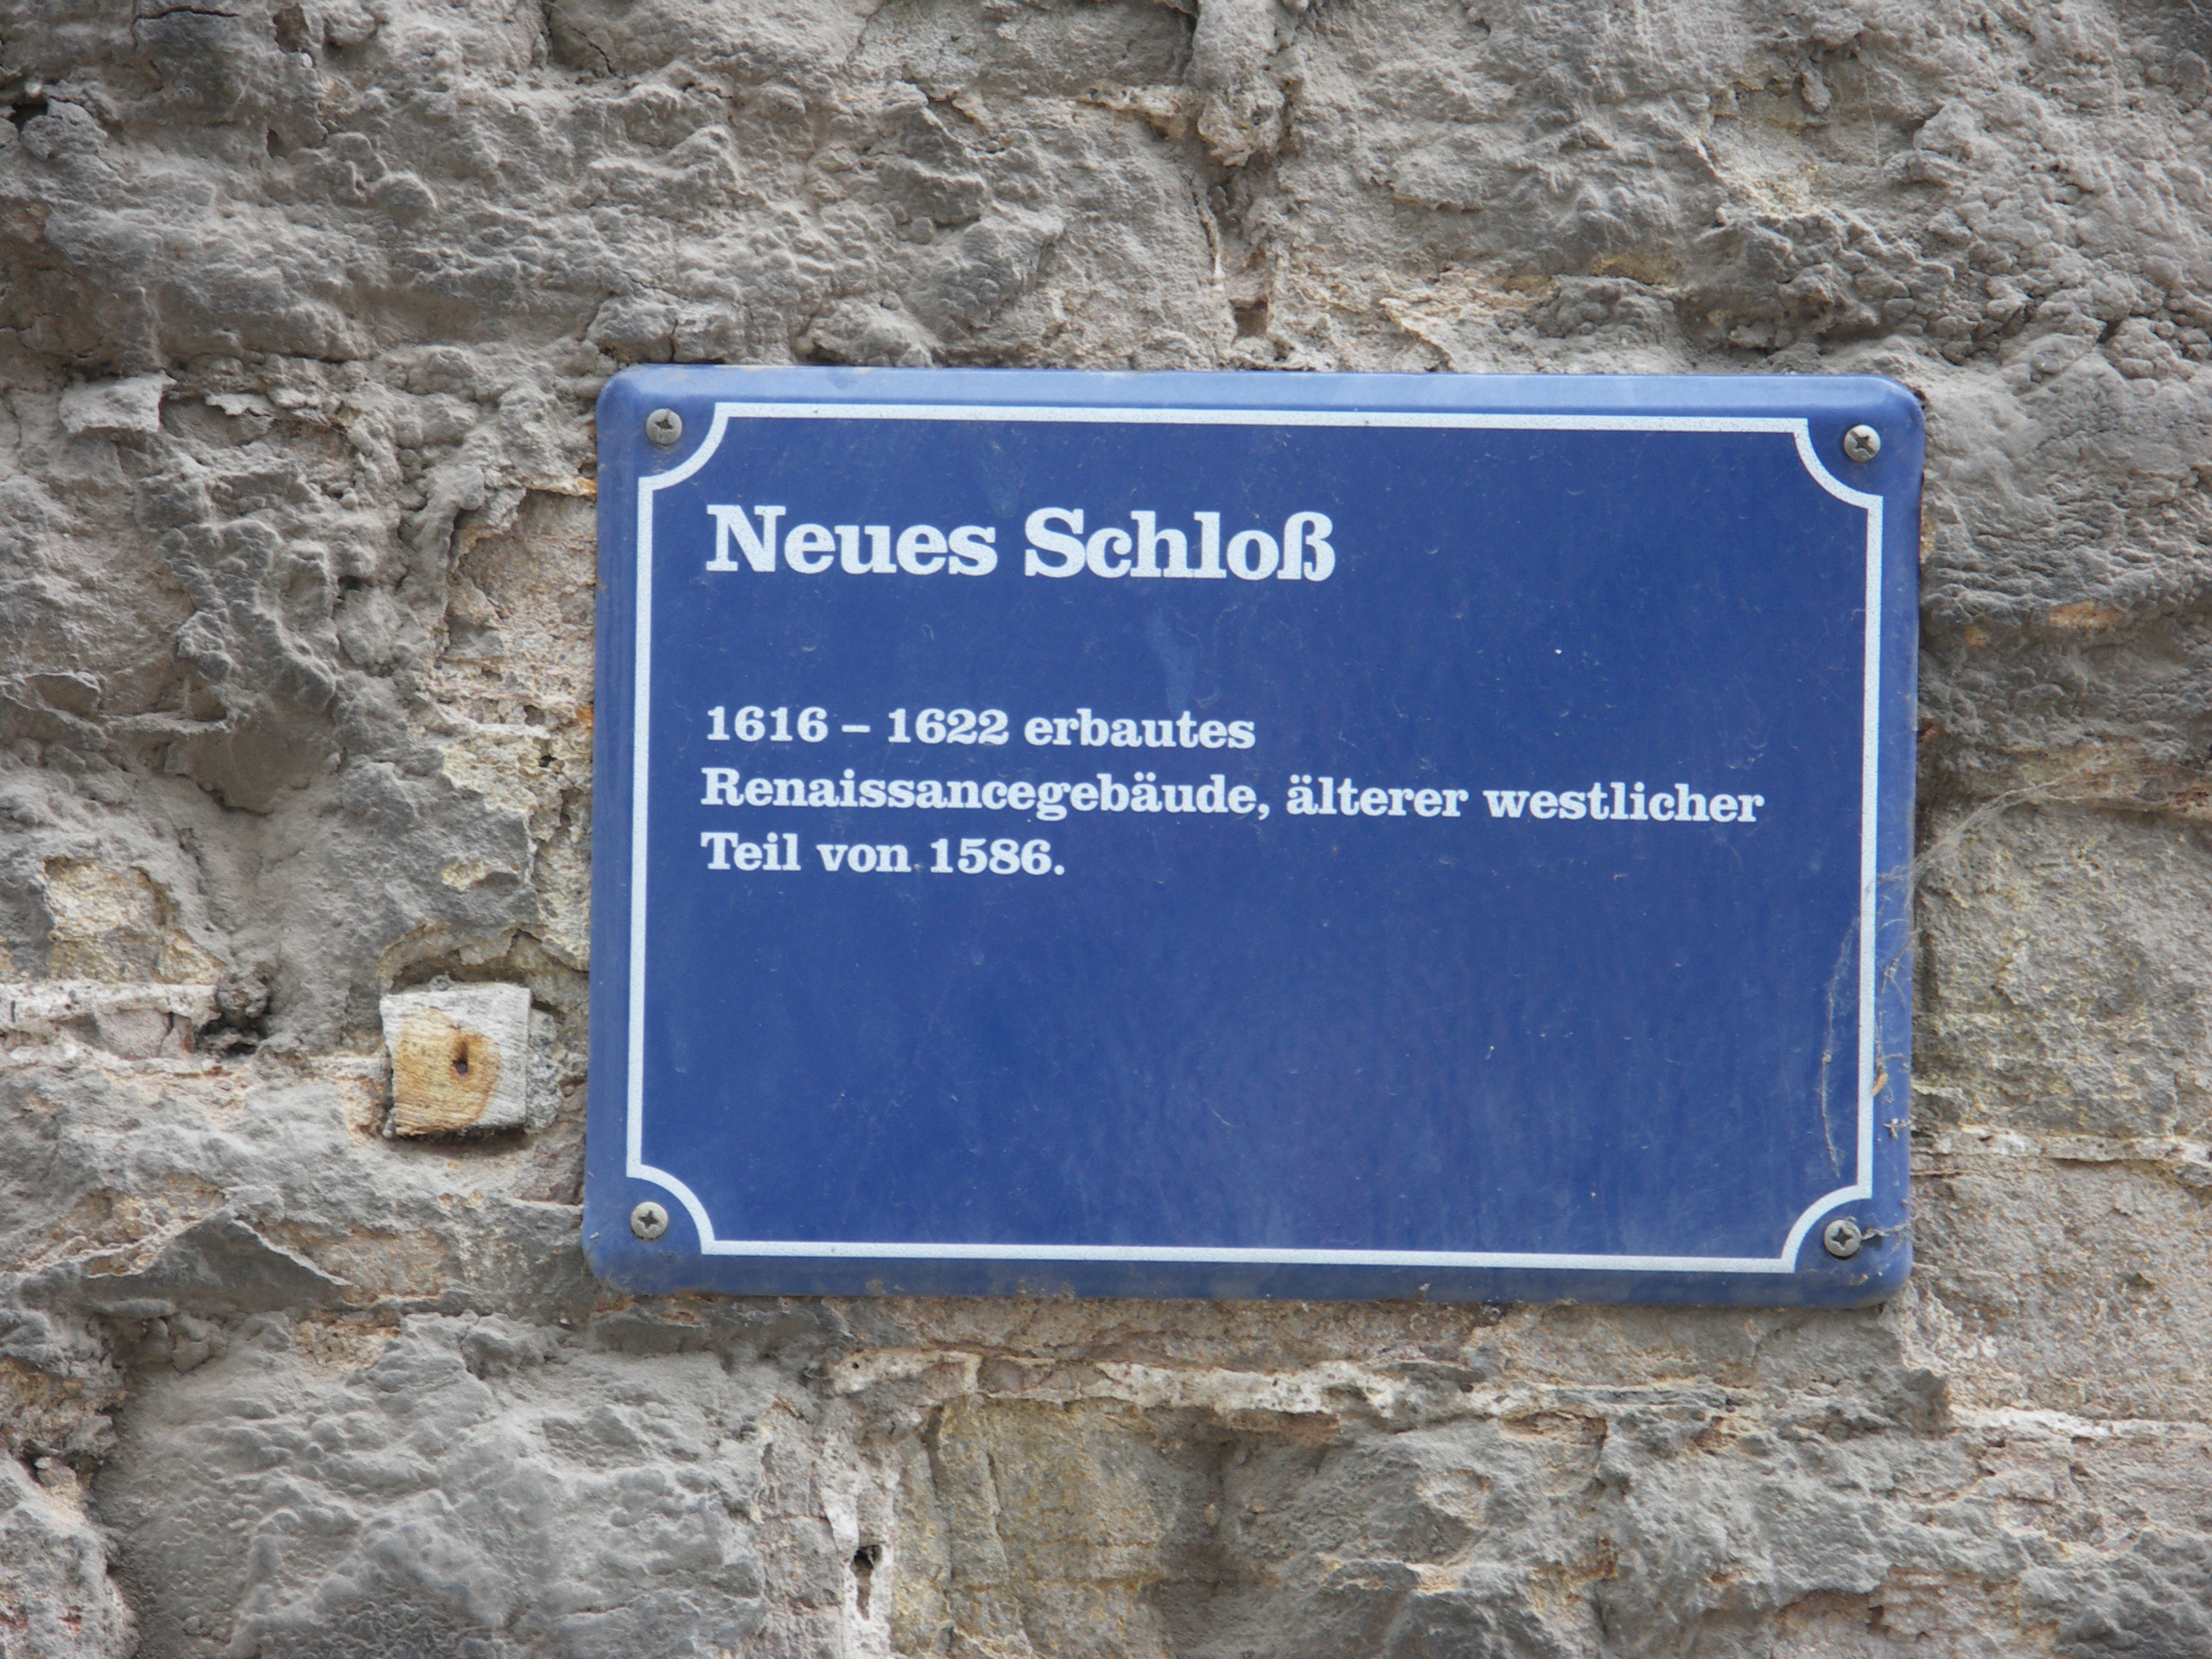 Neues Schloß
1616 – 1622 erbautes
Renaissancegebäude, älterer westlicher
Teil von 1586.